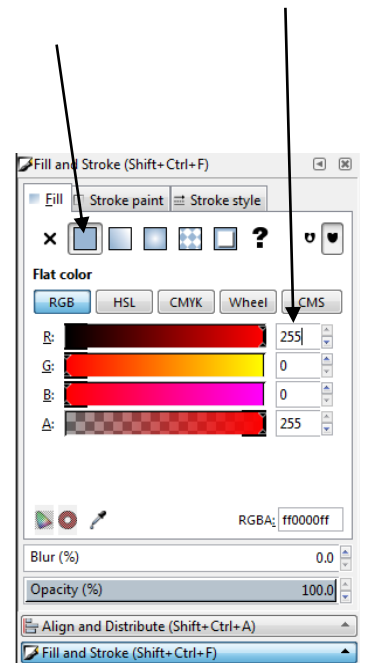 Fill and Stroke (Shift+Ctrl+F)
Fill Stroke paint Stroke style
?
Flat color
RGB HSL CMYK Wheel CMS
R: 255
G: 0
B: 0
A: 255
RGBA: ff0000ff
Blur (%) 0.0
Opacity (%) 100.0
Align and Distribute (Shift+Ctrl+A)
Fill and Stroke (Shift+Ctrl+F)